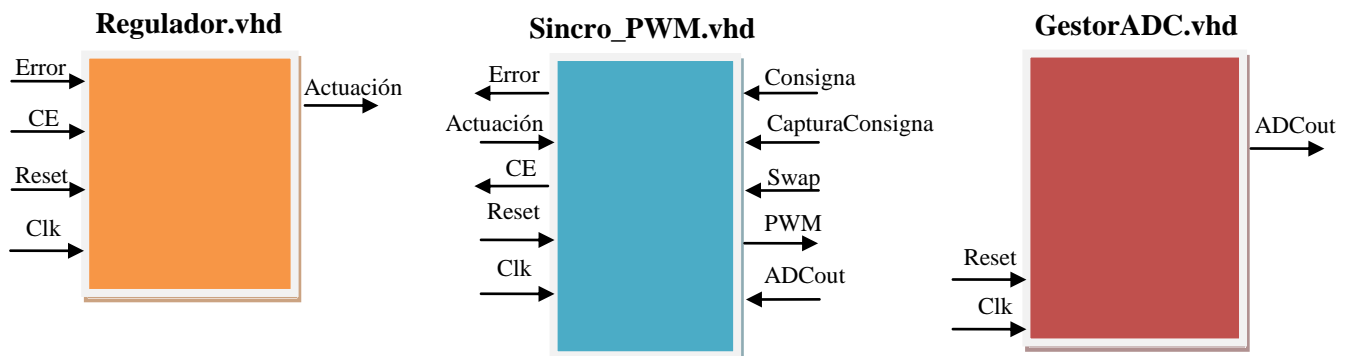 Regulador.vhd
Error
CE
Reset
Clk
Actuación
Sincro_PWM.vhd
Error
Actuación
CE
Reset
Clk
Consigna
CapturaConsigna
Swap
PWM
ADCout
GestorADC.vhd
Reset
Clk
ADCout